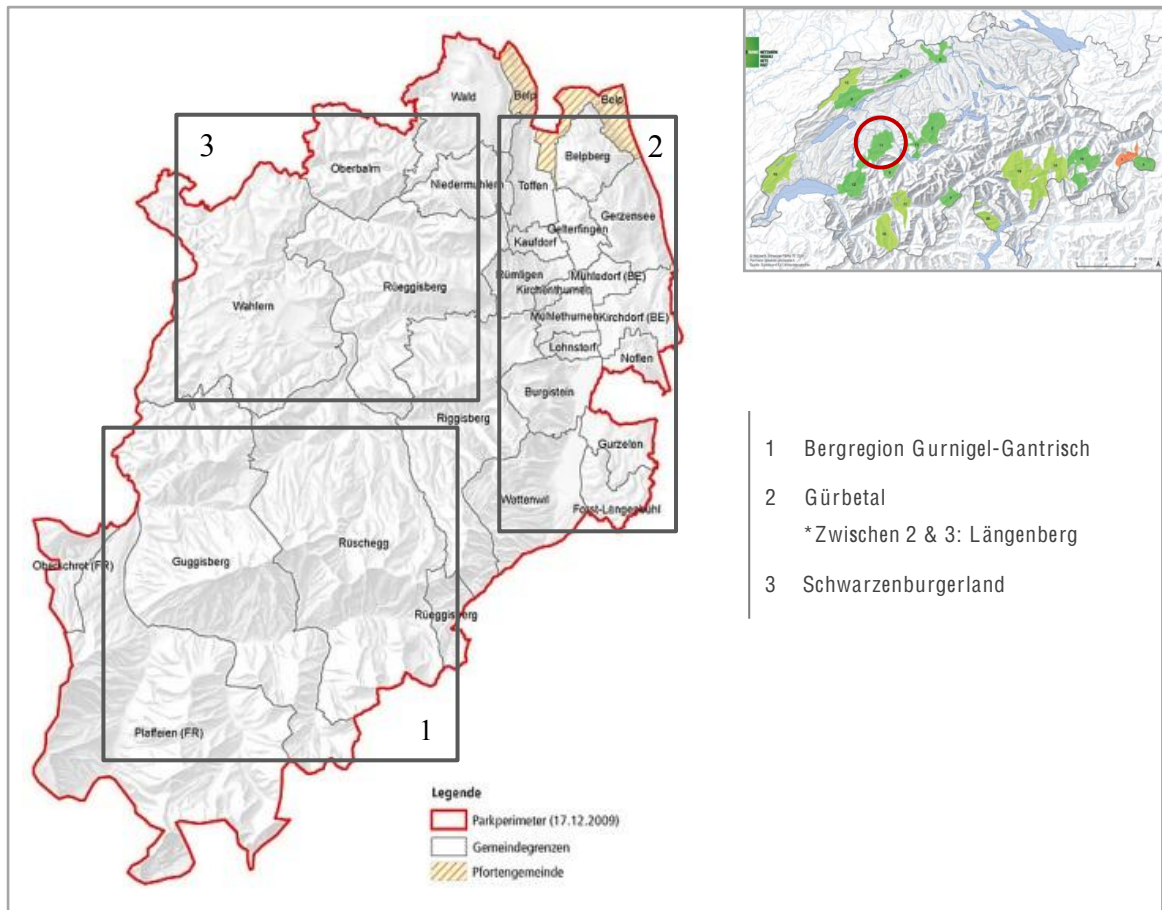 Wald
Belp
Belp
3
2
Oberbalm
Belpberg
Niedermuhlern
Toffen
Gerzensee
Gelterfingen
Kaufdorf
Rümligen
Mühledorf (BE)
Kirchenthurnen
Rüeggisberg
Wahlern
Mühlethurnen
Kirchdorf (BE)
Lohnstorf
Noflen
Burgistein
Riggisberg
Gurzelen
Wattenwil
Forst-Längenbühl
Oberschrot (FR)
Guggisberg
Rüschegg
Rüeggisberg
Plaffeien (FR)
1
Legende
Parkperimeter (17.12.2009)
Gemeindegrenzen
Pfortengemeinde
1 Bergregion Gurnigel-Gantrisch
2 Gürbetal
*Zwischen 2 & 3: Längenberg
3 Schwarzenburgerland